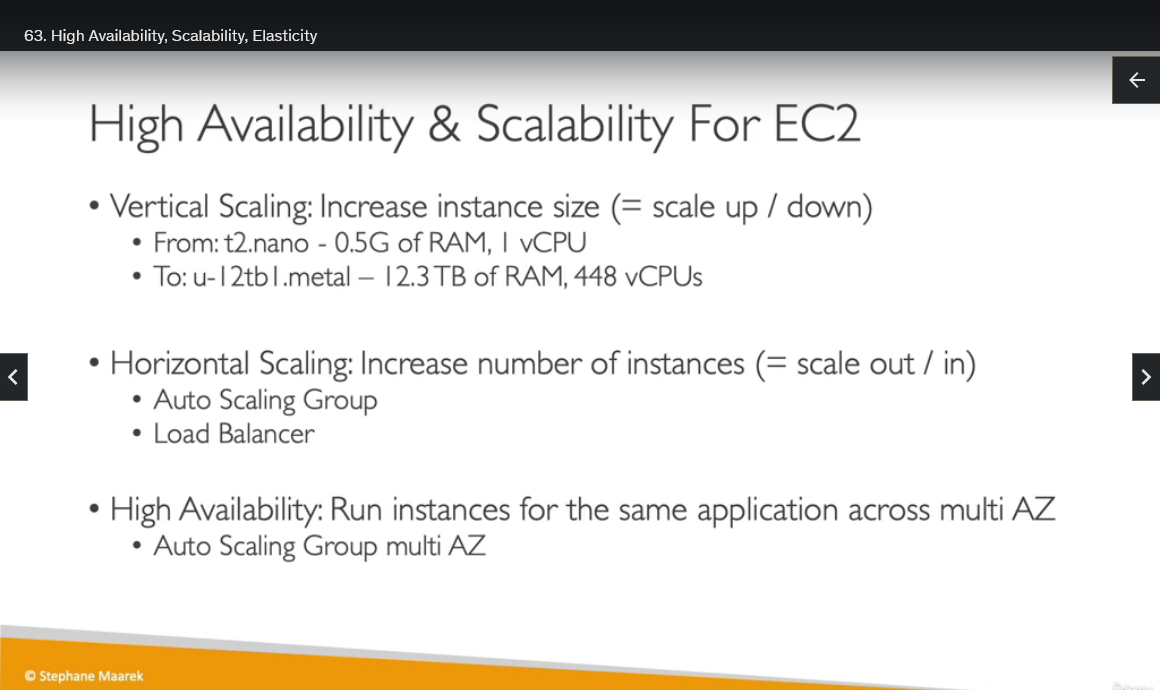 63. High Availability, Scalability, Elasticity
High Availability & Scalability For EC2
• Vertical Scaling: Increase instance size (= scale up / down)
• From: t2.nano - 0.5G of RAM, 1 vCPU
• To: u-12tb1.metal – 12.3 TB of RAM, 448 vCPUs
• Horizontal Scaling: Increase number of instances (= scale out / in)
• Auto Scaling Group
• Load Balancer
• High Availability: Run instances for the same application across multi AZ
• Auto Scaling Group multi AZ
© Stephane Maarek